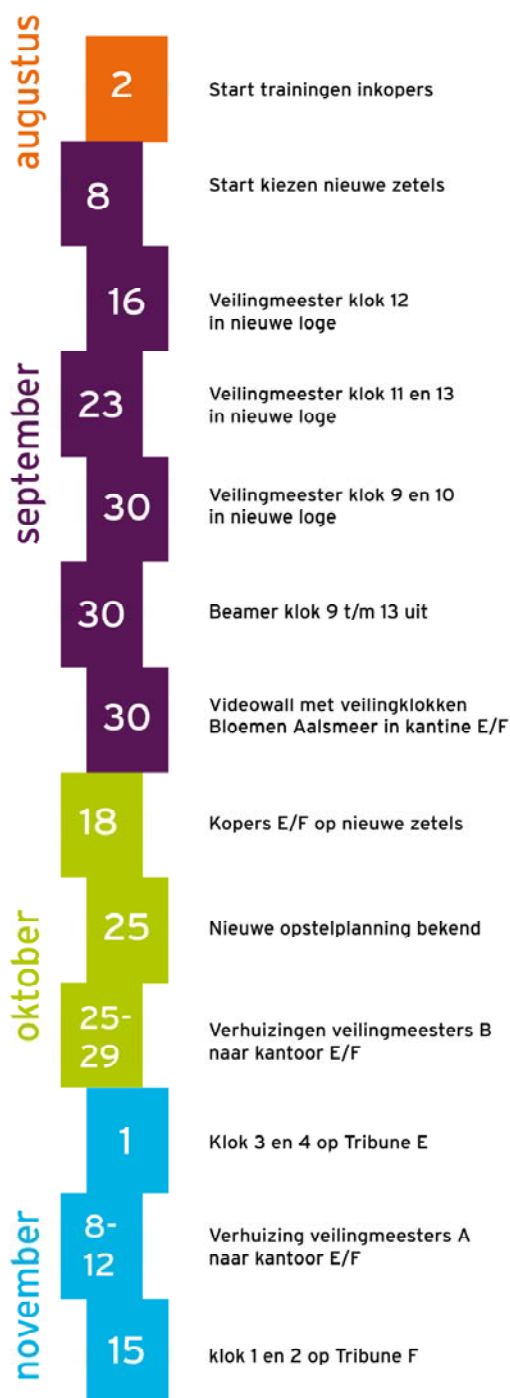 augustus
2
Start trainingen inkopers
september
8
Start kiezen nieuwe zetels
16
Veilingmeester klok 12
in nieuwe loge
23
Veilingmeester klok 11 en 13
in nieuwe loge
30
Veilingmeester klok 9 en 10
in nieuwe loge
30
Beamer klok 9 t/m 13 uit
30
Videowall met veilingklokken
Bloemen Aalsmeer in kantine E/F
oktober
18
Kopers E/F op nieuwe zetels
25
Nieuwe opstelplanning bekend
25-
29
Verhuizingen veilingmeesters B
naar kantoor E/F
november
1
Klok 3 en 4 op Tribune E
8-
12
Verhuizing veilingmeesters A
naar kantoor E/F
15
klok 1 en 2 op Tribune F